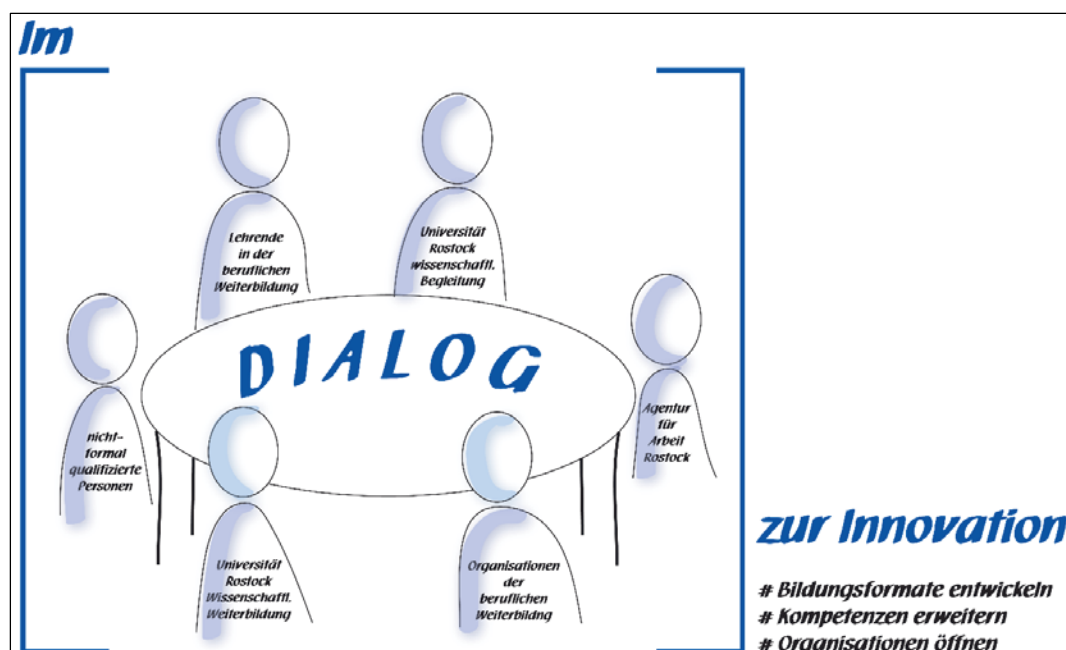 Im
Lehrende
in der
beruflichen
Weiterbildung
Universität
Rostock
wissenschaftl.
Begleitung
DIALOG
nicht-
formal
qualifizierte
Personen
Agentur
für
Arbeit
Rostock
Universität
Rostock
Wissenschaftl.
Weiterbildung
Organisationen
der
beruflichen
Weiterbildng
zur Innovation
# Bildungsformate entwickeln
# Kompetenzen erweitern
# Organisationen öffnen